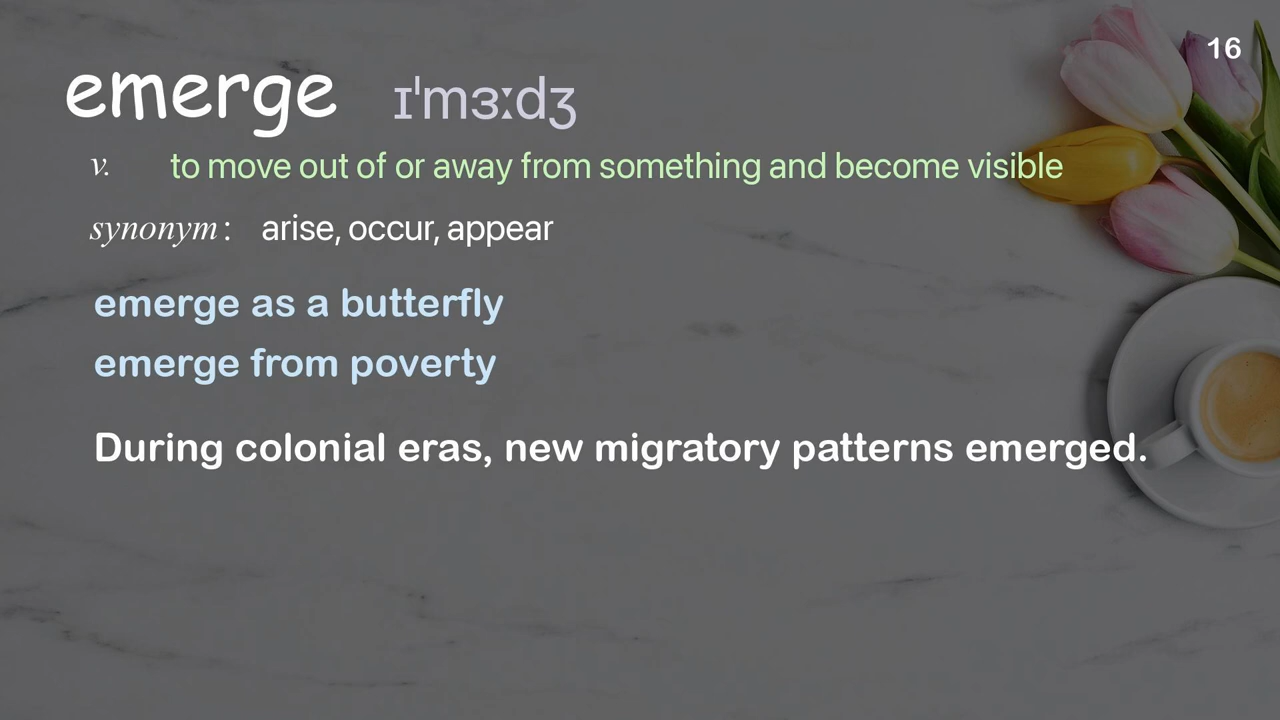 16
emerge ɪˈmɜːdʒ
v. to move out of or away from something and become visible
synonym: arise, occur, appear
emerge as a butterfly
emerge from poverty
During colonial eras, new migratory patterns emerged.